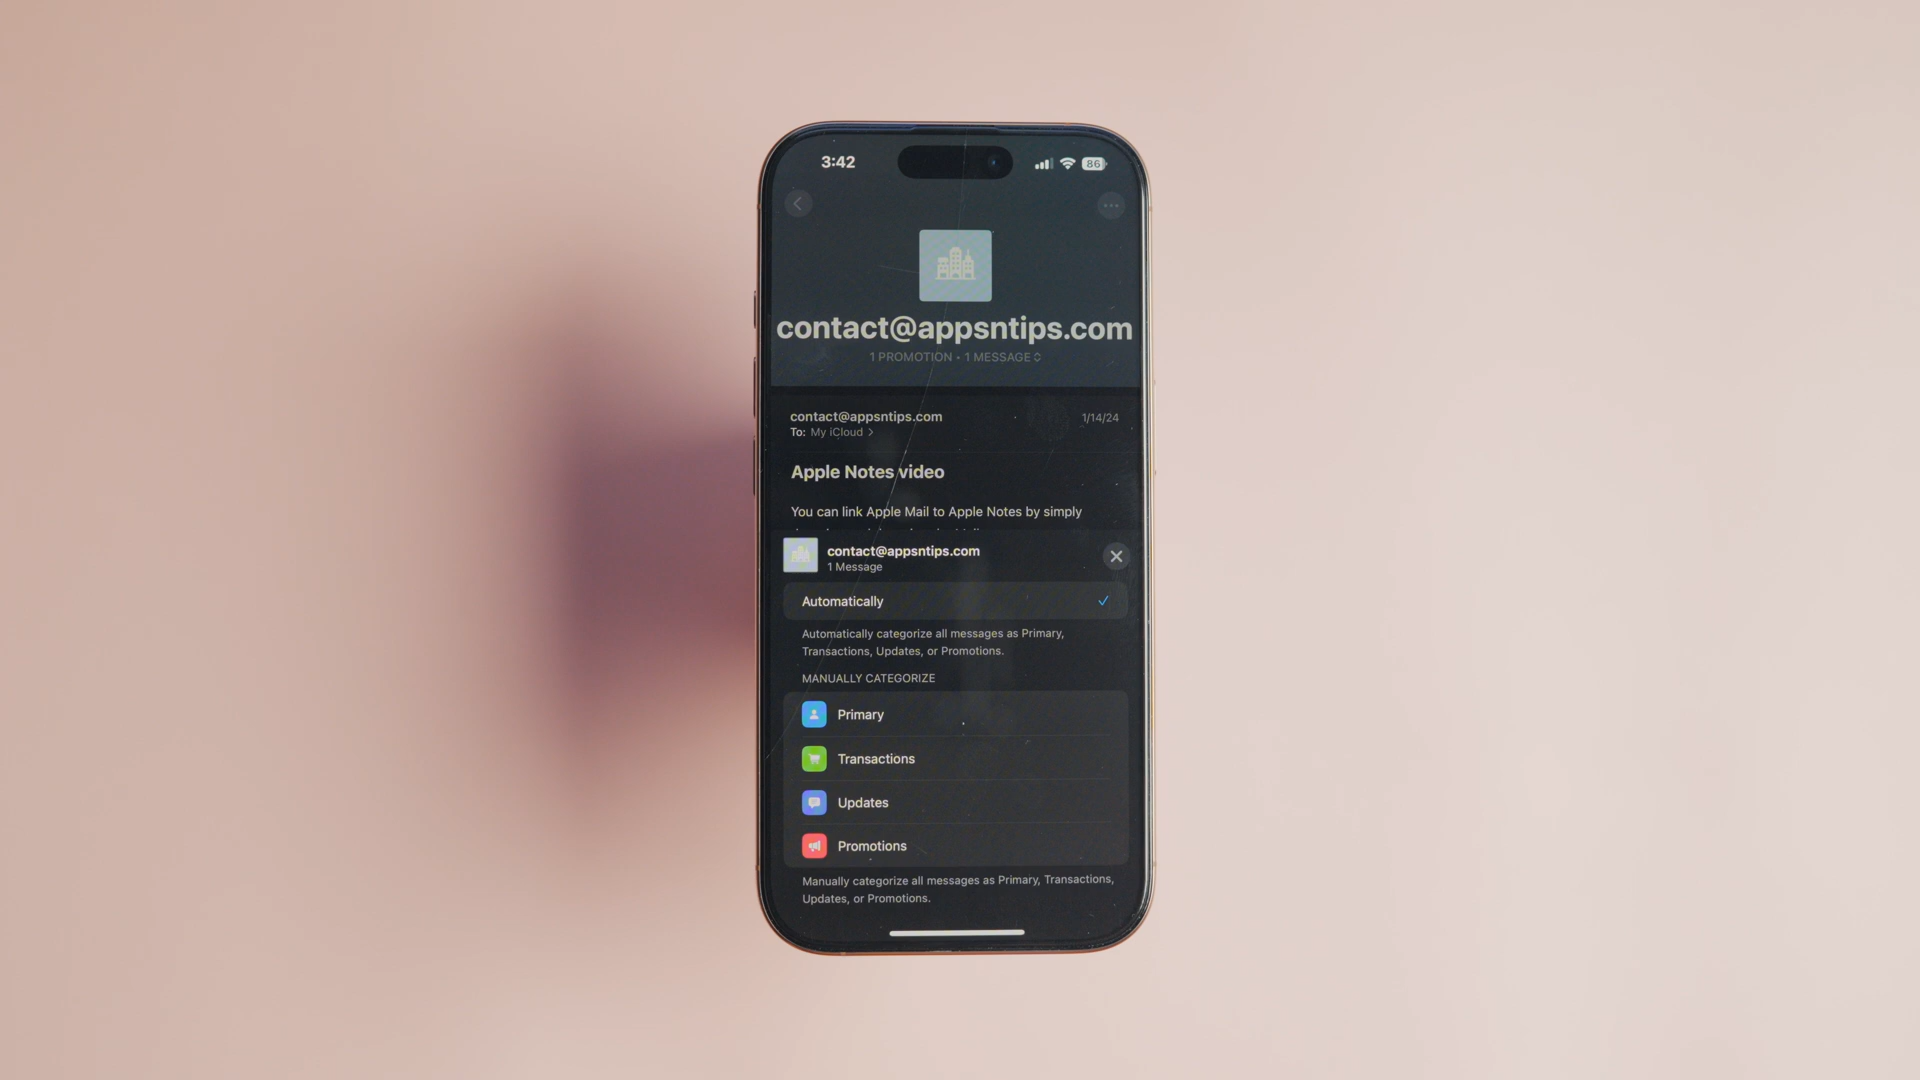 3:42
86
contact@appsntips.com
1 PROMOTION • 1 MESSAGE
contact@appsntips.com
1/14/24
To: My iCloud >
Apple Notes video
You can link Apple Mail to Apple Notes by simply
contact@appsntips.com
1 Message
Automatically
Automatically categorize all messages as Primary,
Transactions, Updates, or Promotions.
MANUALLY CATEGORIZE
Primary
Transactions
Updates
Promotions
Manually categorize all messages as Primary, Transactions,
Updates, or Promotions.